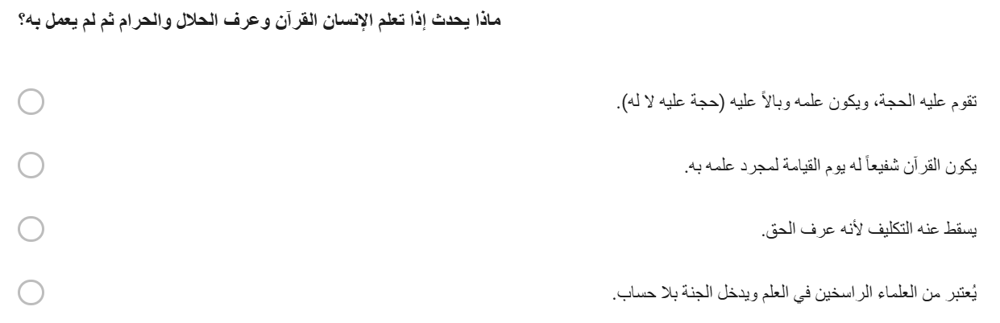 ماذا يحدث إذا تعلم الإنسان القرآن وعرف الحلال والحرام ثم لم يعمل به؟
تقوم عليه الحجة، ويكون علمه وبالاً عليه (حجة عليه لا له).
يكون القرآن شفيعاً له يوم القيامة لمجرد علمه به.
يسقط عنه التكليف لأنه عرف الحق.
يُعتبر من العلماء الراسخين في العلم ويدخل الجنة بلا حساب.